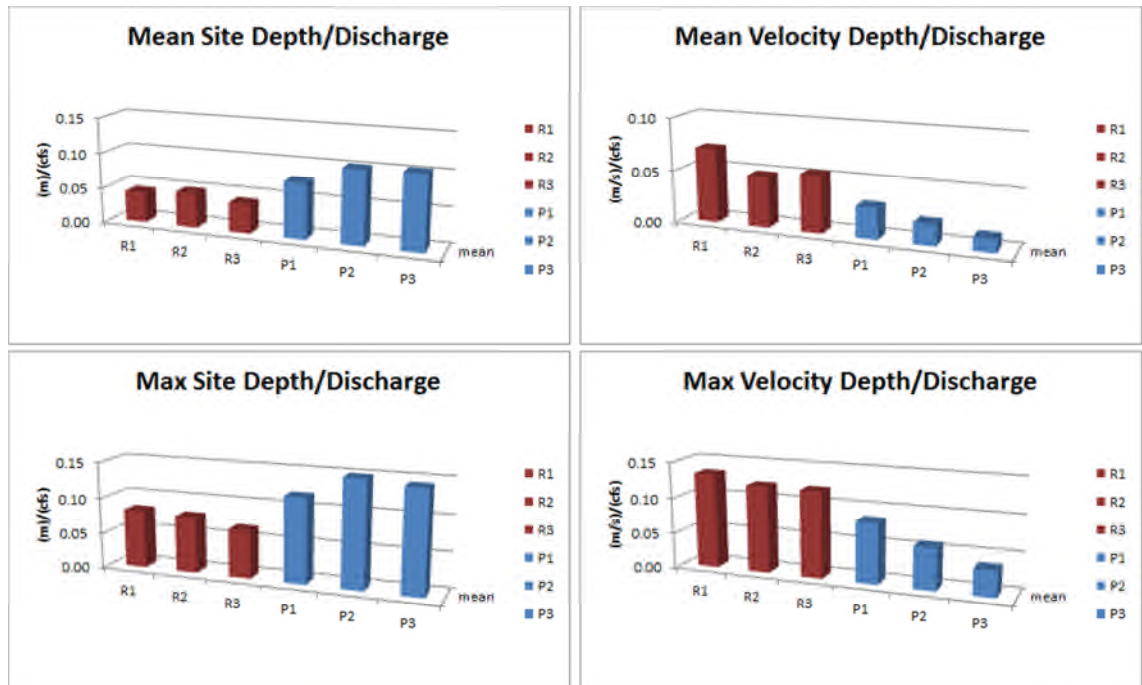 Mean Site Depth/Discharge
(m)/(cfs)
0.15
0.10
0.05
0.00
R1
R2
R3
P1
P2
P3
mean
R1
R2
R3
P1
P2
P3
Mean Velocity Depth/Discharge
(m/s)/(cfs)
0.10
0.05
0.00
R1
R2
R3
P1
P2
P3
mean
R1
R2
R3
P1
P2
P3
Max Site Depth/Discharge
(m)/(cfs)
0.15
0.10
0.05
0.00
R1
R2
R3
P1
P2
P3
mean
R1
R2
R3
P1
P2
P3
Max Velocity Depth/Discharge
(m/s)/(cfs)
0.15
0.10
0.05
0.00
R1
R2
R3
P1
P2
P3
mean
R1
R2
R3
P1
P2
P3